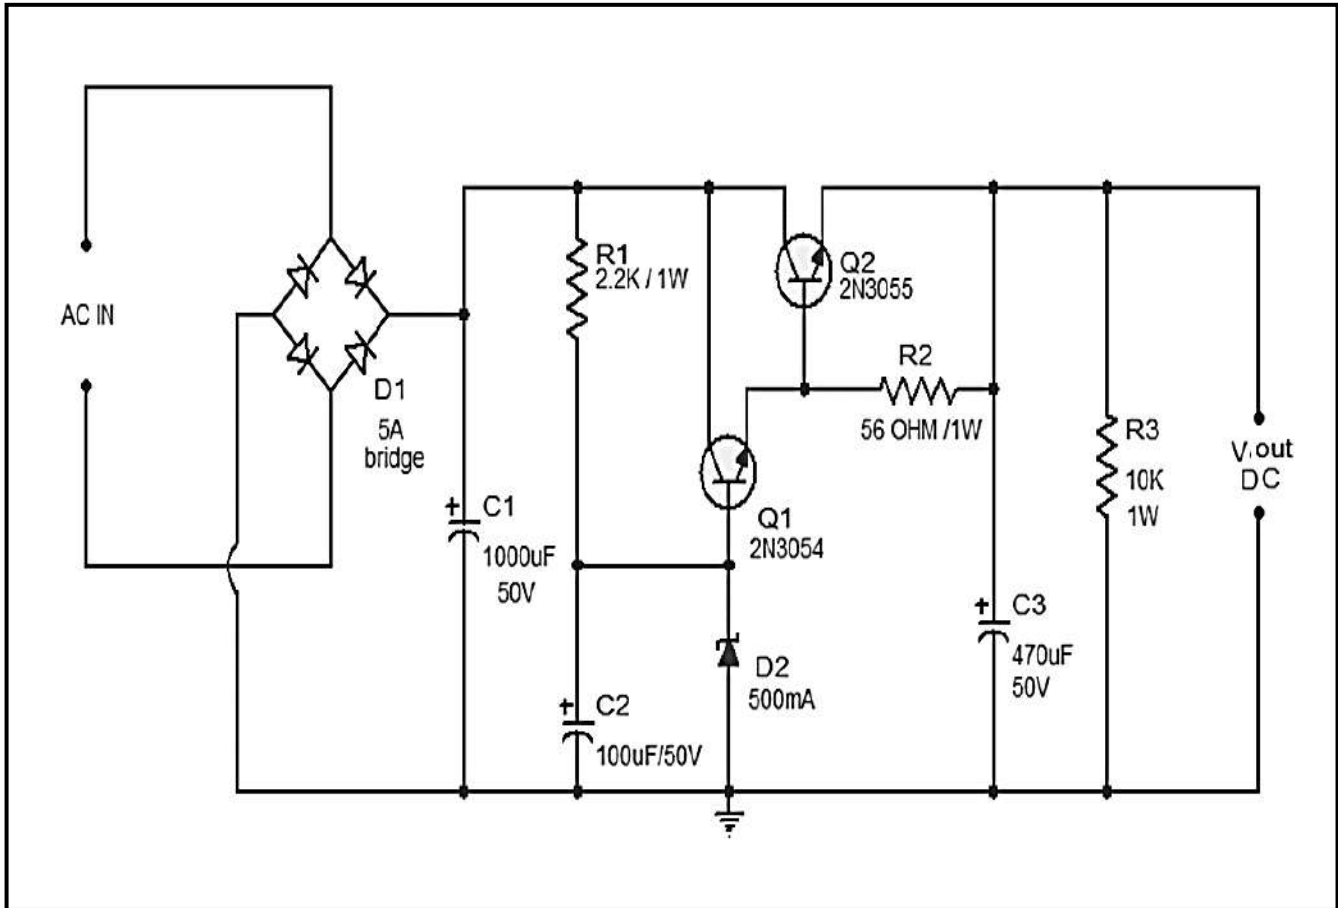 AC IN
D1
5A
bridge
C1
1000uF
50V
R1
2.2K / 1W
C2
100uF/50V
Q1
2N3054
D2
500mA
Q2
2N3055
R2
56 OHM /1W
C3
470uF
50V
R3
10K
1W
V.out
DC